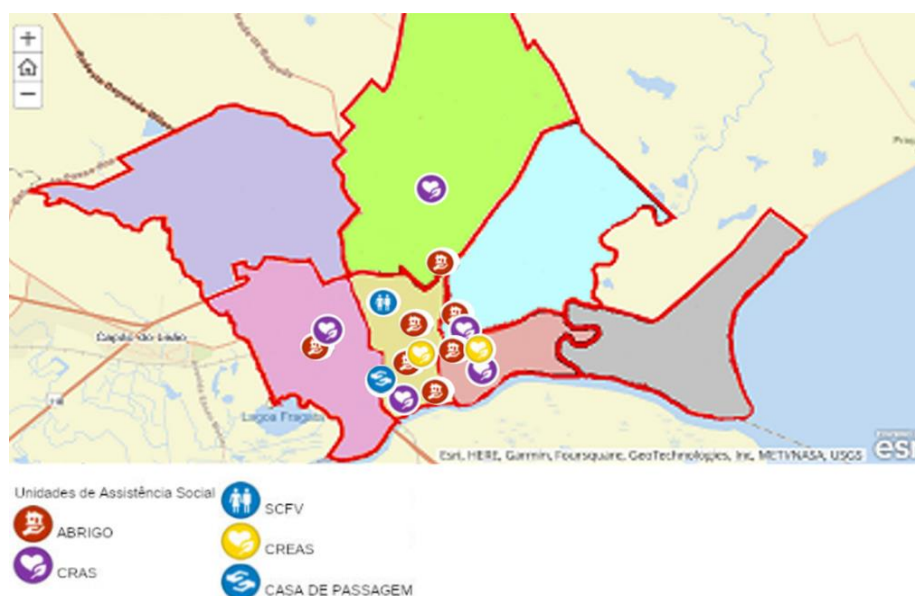 +
−
Capão do Leão
Lagoa Fragata
Esri, HERE, Garmin, Foursquare, GeoTechnologies, Inc, METI/NASA, USGS
esri
Unidades de Assistência Social
ABRIGO
CRAS
SCFV
CREAS
CASA DE PASSAGEM